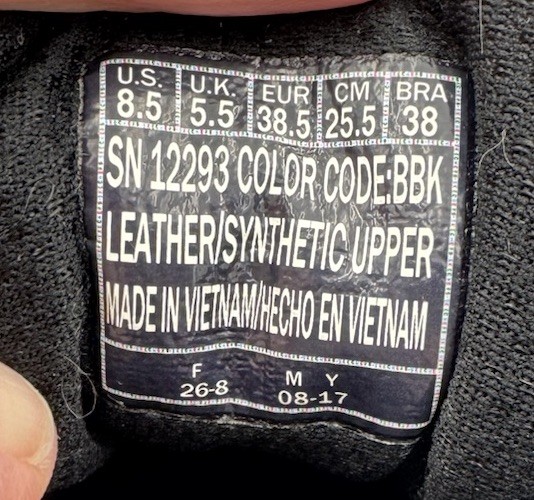 U.S. U.K. EUR CM BRA
8.5 5.5 38.5 25.5 38
SN 12293 COLOR CODE:BBK
LEATHER/SYNTHETIC UPPER
MADE IN VIETNAM/HECHO EN VIETNAM
F M Y
26-8 08-17